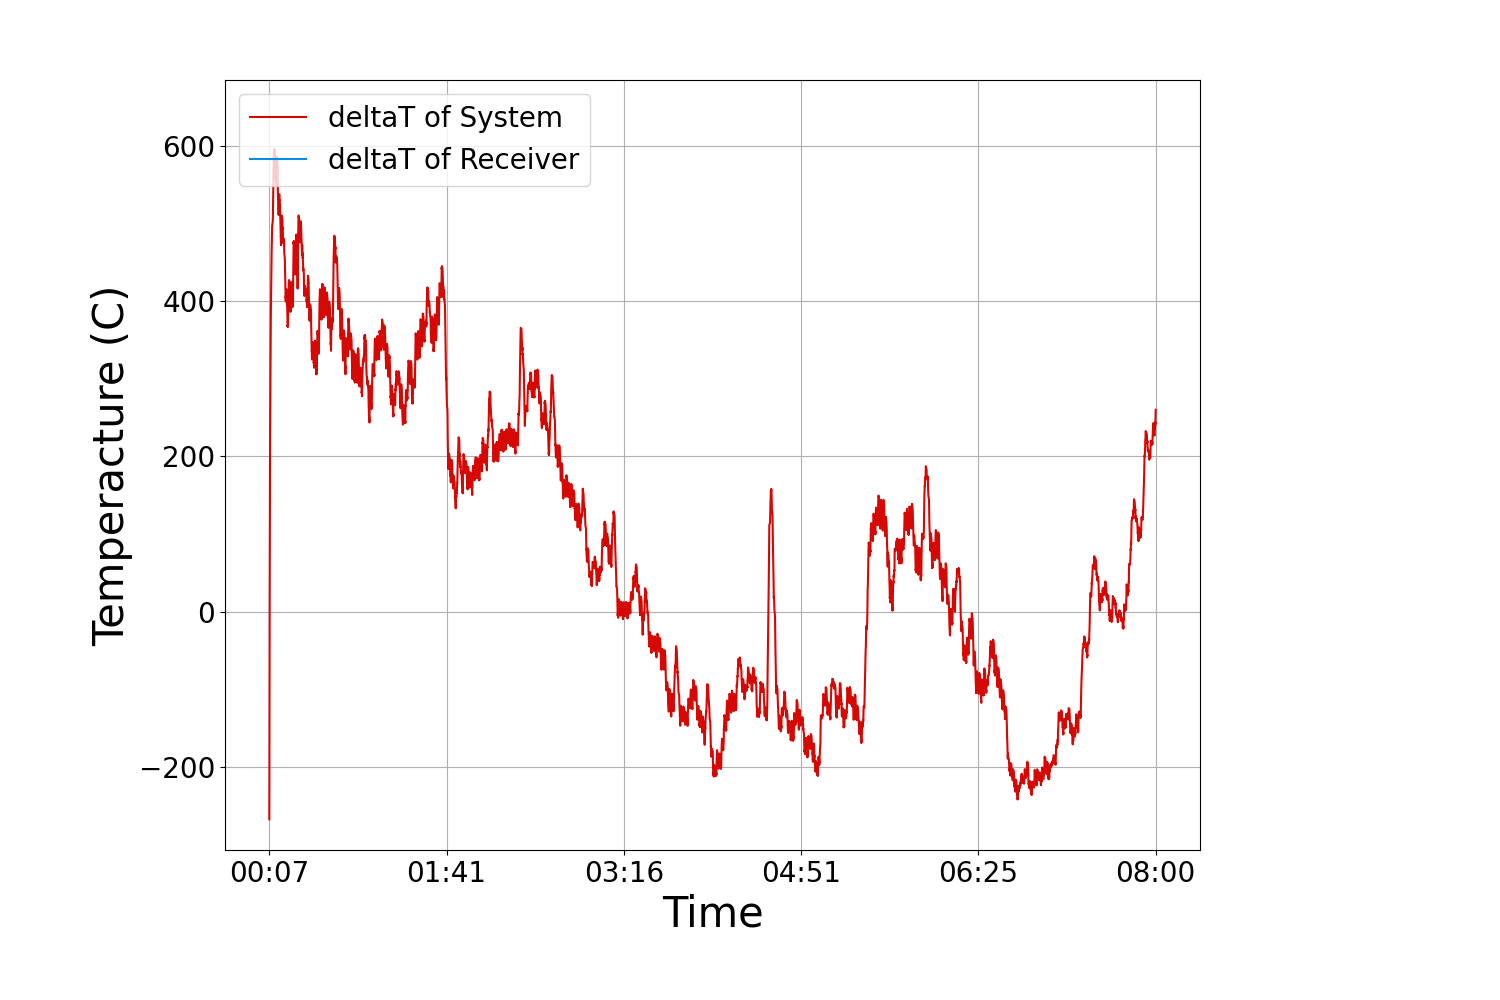 deltaT of System
deltaT of Receiver
600
400
200
0
−200
Temperacture (C)
00:07 01:41 03:16 04:51 06:25 08:00
Time